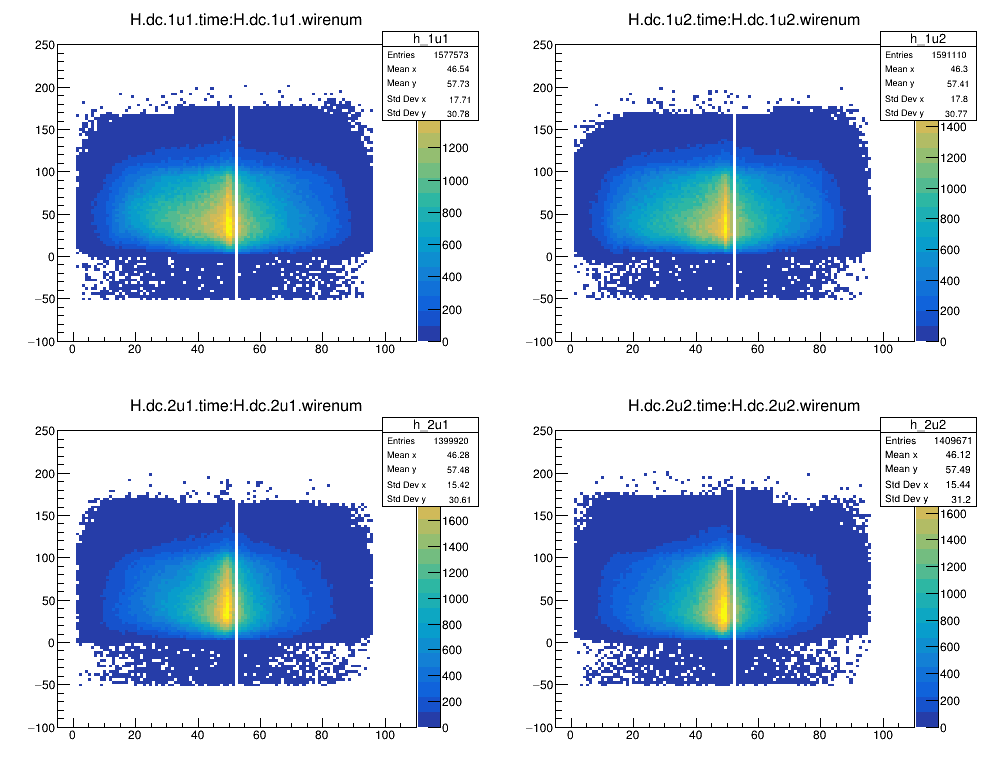 H.dc.1u1.time:H.dc.1u1.wirenum
h_1u1
Entries 1577573
Mean x 46.54
Mean y 57.73
Std Dev x 17.71
Std Dev y 30.78
250
200
150
100
50
0
−50
−100
0 20 40 60 80 100
1200
1000
800
600
400
200
0
H.dc.1u2.time:H.dc.1u2.wirenum
h_1u2
Entries 1591110
Mean x 46.3
Mean y 57.41
Std Dev x 17.8
Std Dev y 30.77
250
200
150
100
50
0
−50
−100
0 20 40 60 80 100
1400
1200
1000
800
600
400
200
0
H.dc.2u1.time:H.dc.2u1.wirenum
h_2u1
Entries 1399920
Mean x 46.28
Mean y 57.48
Std Dev x 15.42
Std Dev y 30.61
250
200
150
100
50
0
−50
−100
0 20 40 60 80 100
1600
1400
1200
1000
800
600
400
200
0
H.dc.2u2.time:H.dc.2u2.wirenum
h_2u2
Entries 1409671
Mean x 46.12
Mean y 57.49
Std Dev x 15.44
Std Dev y 31.2
250
200
150
100
50
0
−50
−100
0 20 40 60 80 100
1600
1400
1200
1000
800
600
400
200
0